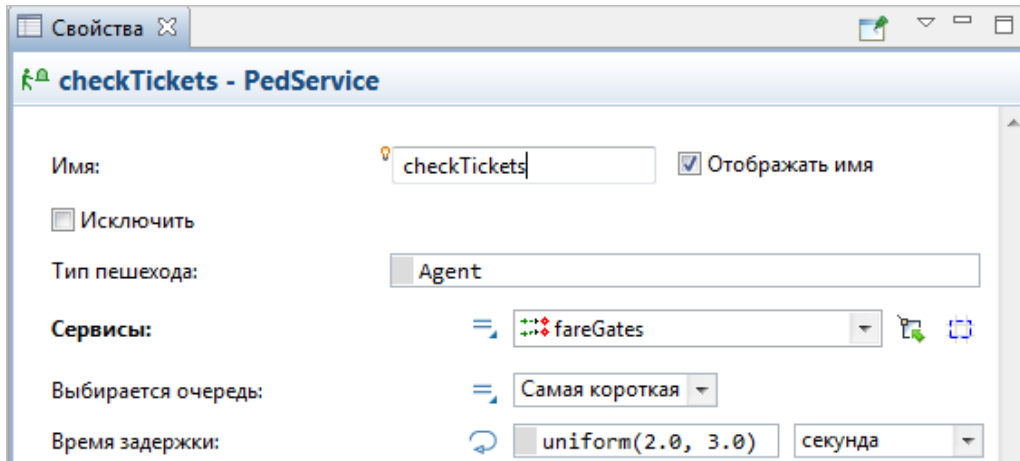 Свойства
checkTickets - PedService
Имя: checkTickets Отображать имя
Исключить
Тип пешехода: Agent
Сервисы: fareGates
Выбирается очередь: Самая короткая
Время задержки: uniform(2.0, 3.0) секунда